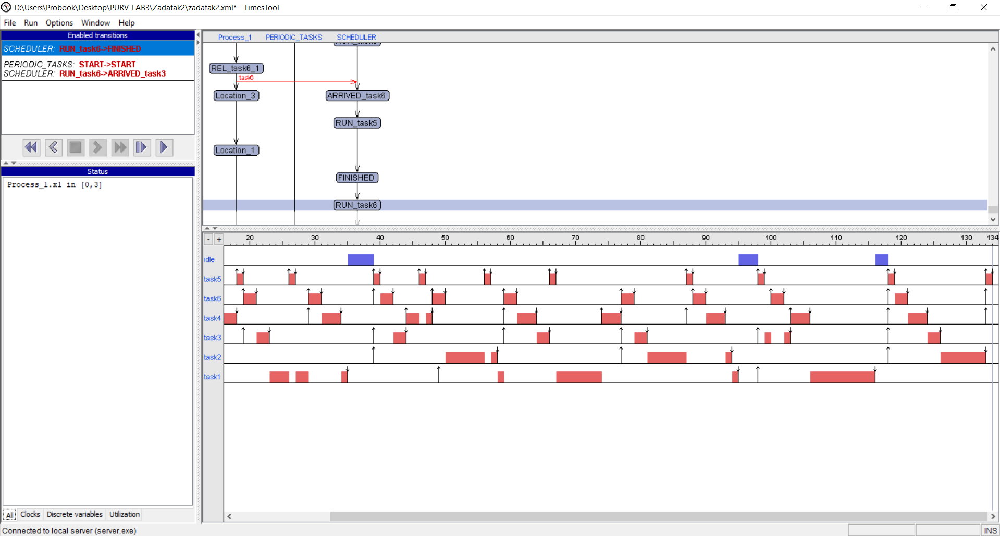 D:\Users\Probook\Desktop\PURV-LAB3\Zadatak2\zadatak2.xml* - TimesTool
File Run Options Window Help
Enabled transitions
SCHEDULER: RUN_task6->FINISHED
PERIODIC_TASKS: START->START
SCHEDULER: RUN_task6->ARRIVED_task3
Status
Process_1.x1 in [0,3]
All Clocks Discrete variables Utilization
Connected to local server (server.exe)
Process_1 PERIODIC_TASKS SCHEDULER
REL_task6_1
task6
Location_3 ARRIVED_task6
RUN_task5
Location_1
FINISHED
RUN_task6
- + 20 30 40 50 60 70 80 90 100 110 120 130 134
idle
task5
task6
task4
task3
task2
task1
INS